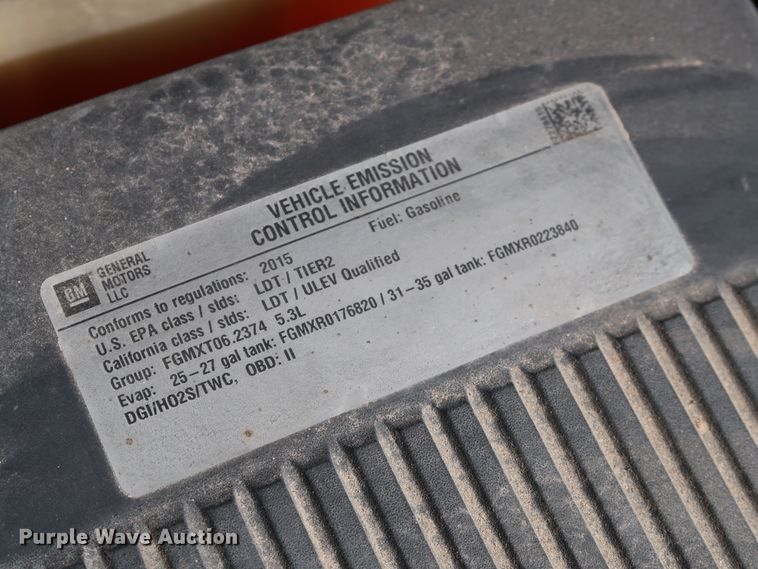 VEHICLE EMISSION
CONTROL INFORMATION
GM
GENERAL
MOTORS
LLC
Fuel: Gasoline
Conforms to regulations: 2015
U.S. EPA class / stds: LDT / TIER2
California class / stds: LDT / ULEV Qualified
Group: FGMXT06.2374 5.3L
Evap: 25-27 gal tank: FGMXR0176820 / 31-35 gal tank: FGMXR0223840
DGI/HO2S/TWC, OBD: II
Purple Wave Auction